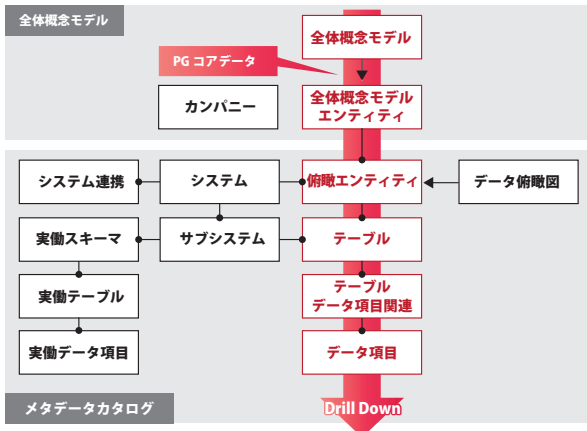 全体概念モデル
全体概念モデル
PG コアデータ
カンパニー
全体概念モデル
エンティティ
システム連携
システム
俯瞰エンティティ
データ俯瞰図
実働スキーマ
サブシステム
テーブル
実働テーブル
テーブル
データ項目関連
実働データ項目
データ項目
メタデータカタログ
Drill Down